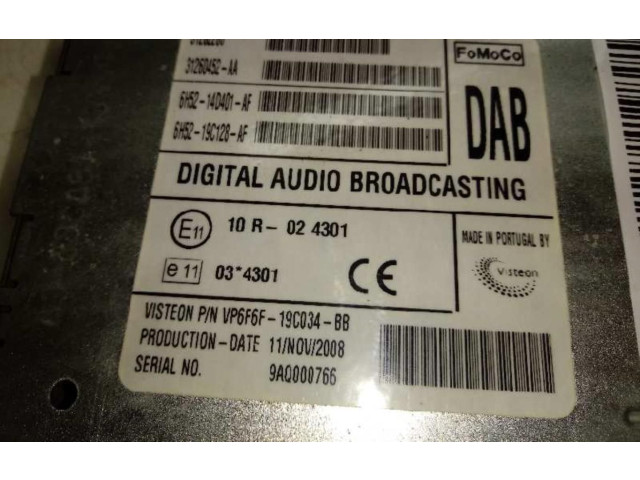 FoMoCo
31260452-AA
6H52-14D401-AF
6H52-19C128-AF
DAB
DIGITAL AUDIO BROADCASTING
E11
10 R- 02 4301
e 11
03*4301
CE
MADE IN PORTUGAL BY
Visteon
VISTEON P/N VP6F6F-19C034-BB
PRODUCTION-DATE 11/NOV/2008
SERIAL NO. 9AQ000766